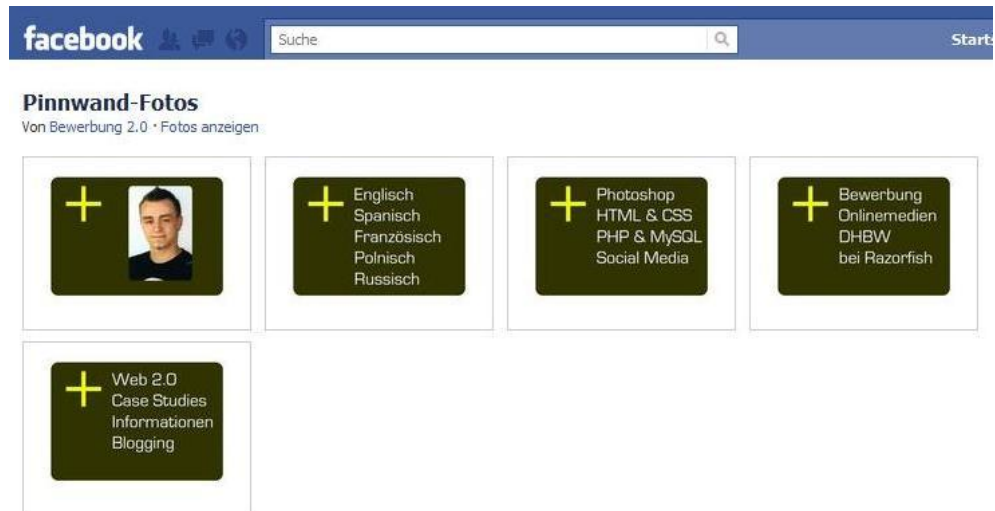 facebook
Suche
Starts
Pinnwand-Fotos
Von Bewerbung 2.0 · Fotos anzeigen
Englisch
Spanisch
Französisch
Polnisch
Russisch
Photoshop
HTML & CSS
PHP & MySQL
Social Media
Bewerbung
Onlinemedien
DHBW
bei Razorfish
Web 2.0
Case Studies
Informationen
Blogging